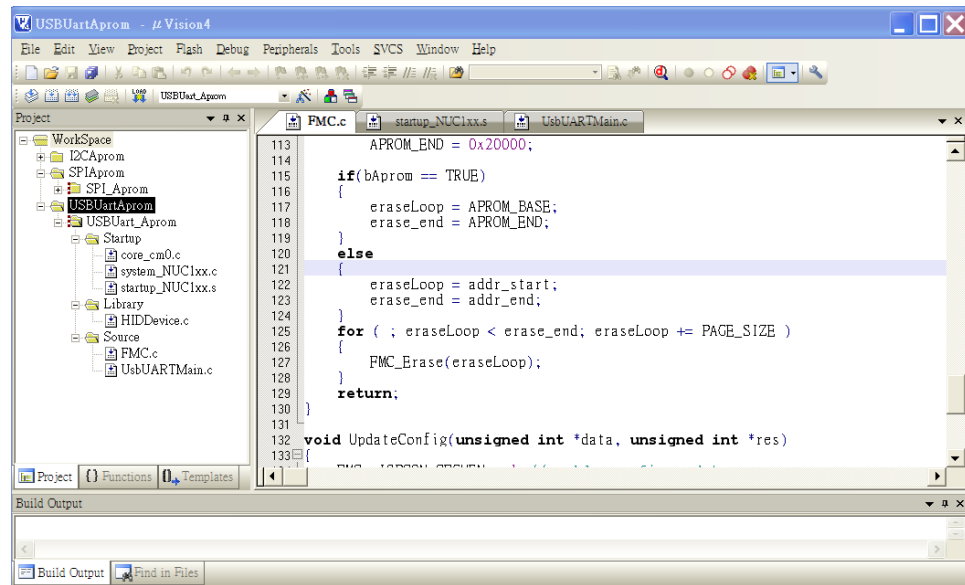 USBUartAprom - μVision4
File Edit View Project Flash Debug Peripherals Tools SVCS Window Help
USBUart_Aprom
Project
WorkSpace
I2CAprom
SPIAprom
SPI_Aprom
USBUartAprom
USBUart_Aprom
Startup
core_cm0.c
system_NUC1xx.c
startup_NUC1xx.s
Library
HIDDevice.c
Source
FMC.c
UsbUARTMain.c
Project {} Functions Templates
FMC.c startup_NUC1xx.s UsbUARTMain.c
113 APROM_END = 0x20000;
114
115 if(bAprom == TRUE)
116 {
117 eraseLoop = APROM_BASE;
118 erase_end = APROM_END;
119 }
120 else
121 {
122 eraseLoop = addr_start;
123 erase_end = addr_end;
124 }
125 for ( ; eraseLoop < erase_end; eraseLoop += PAGE_SIZE )
126 {
127 FMC_Erase(eraseLoop);
128 }
129 return;
130 }
131
132 void UpdateConfig(unsigned int *data, unsigned int *res)
133 {
Build Output
Build Output Find in Files